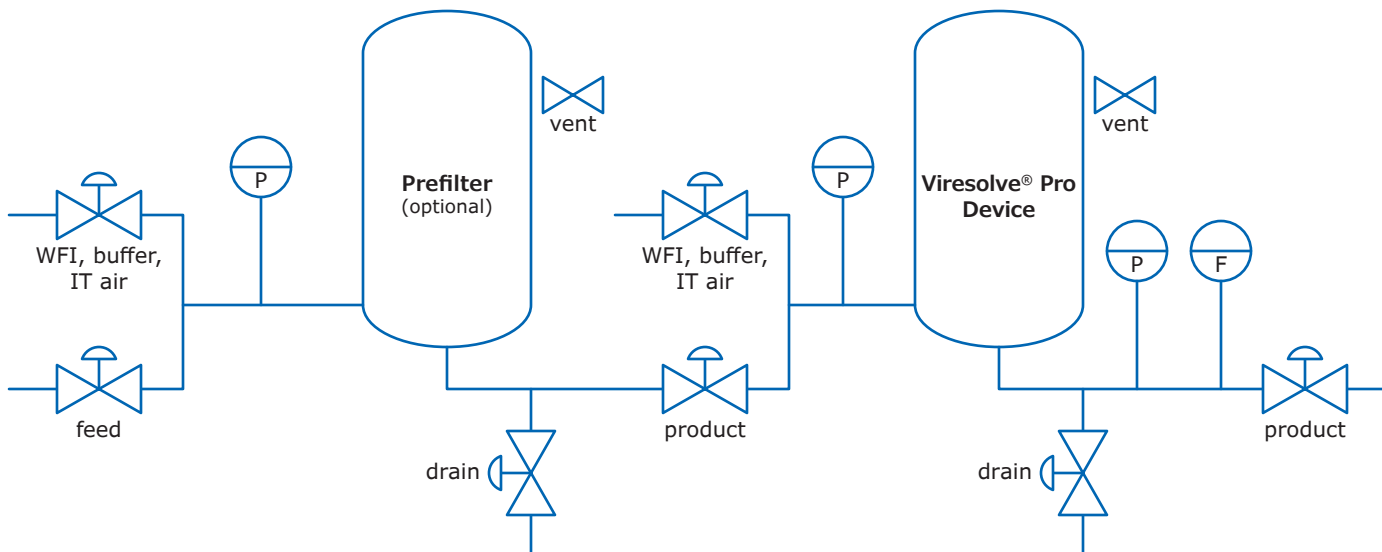 vent
vent
P
Prefilter
(optional)
P
Viresolve® Pro
Device
WFI, buffer,
IT air
WFI, buffer,
IT air
P
F
feed
product
product
drain
drain